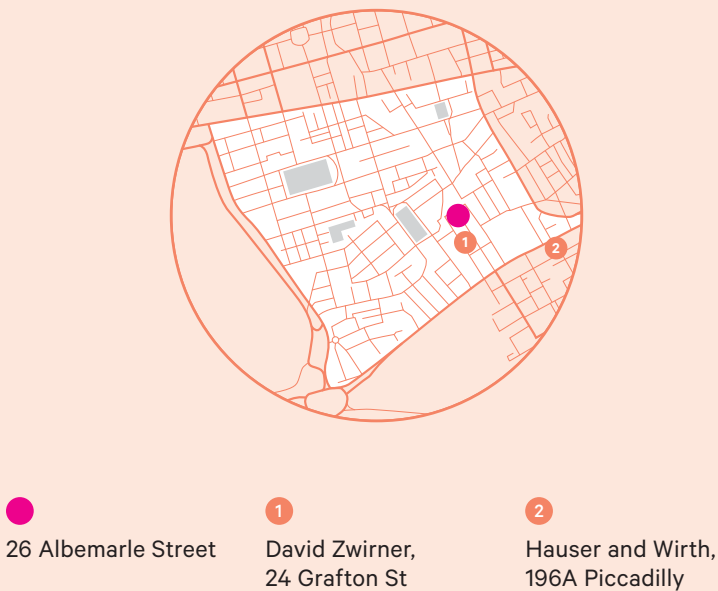 1
2
26 Albemarle Street
1
David Zwirner,
24 Grafton St
2
Hauser and Wirth,
196A Piccadilly